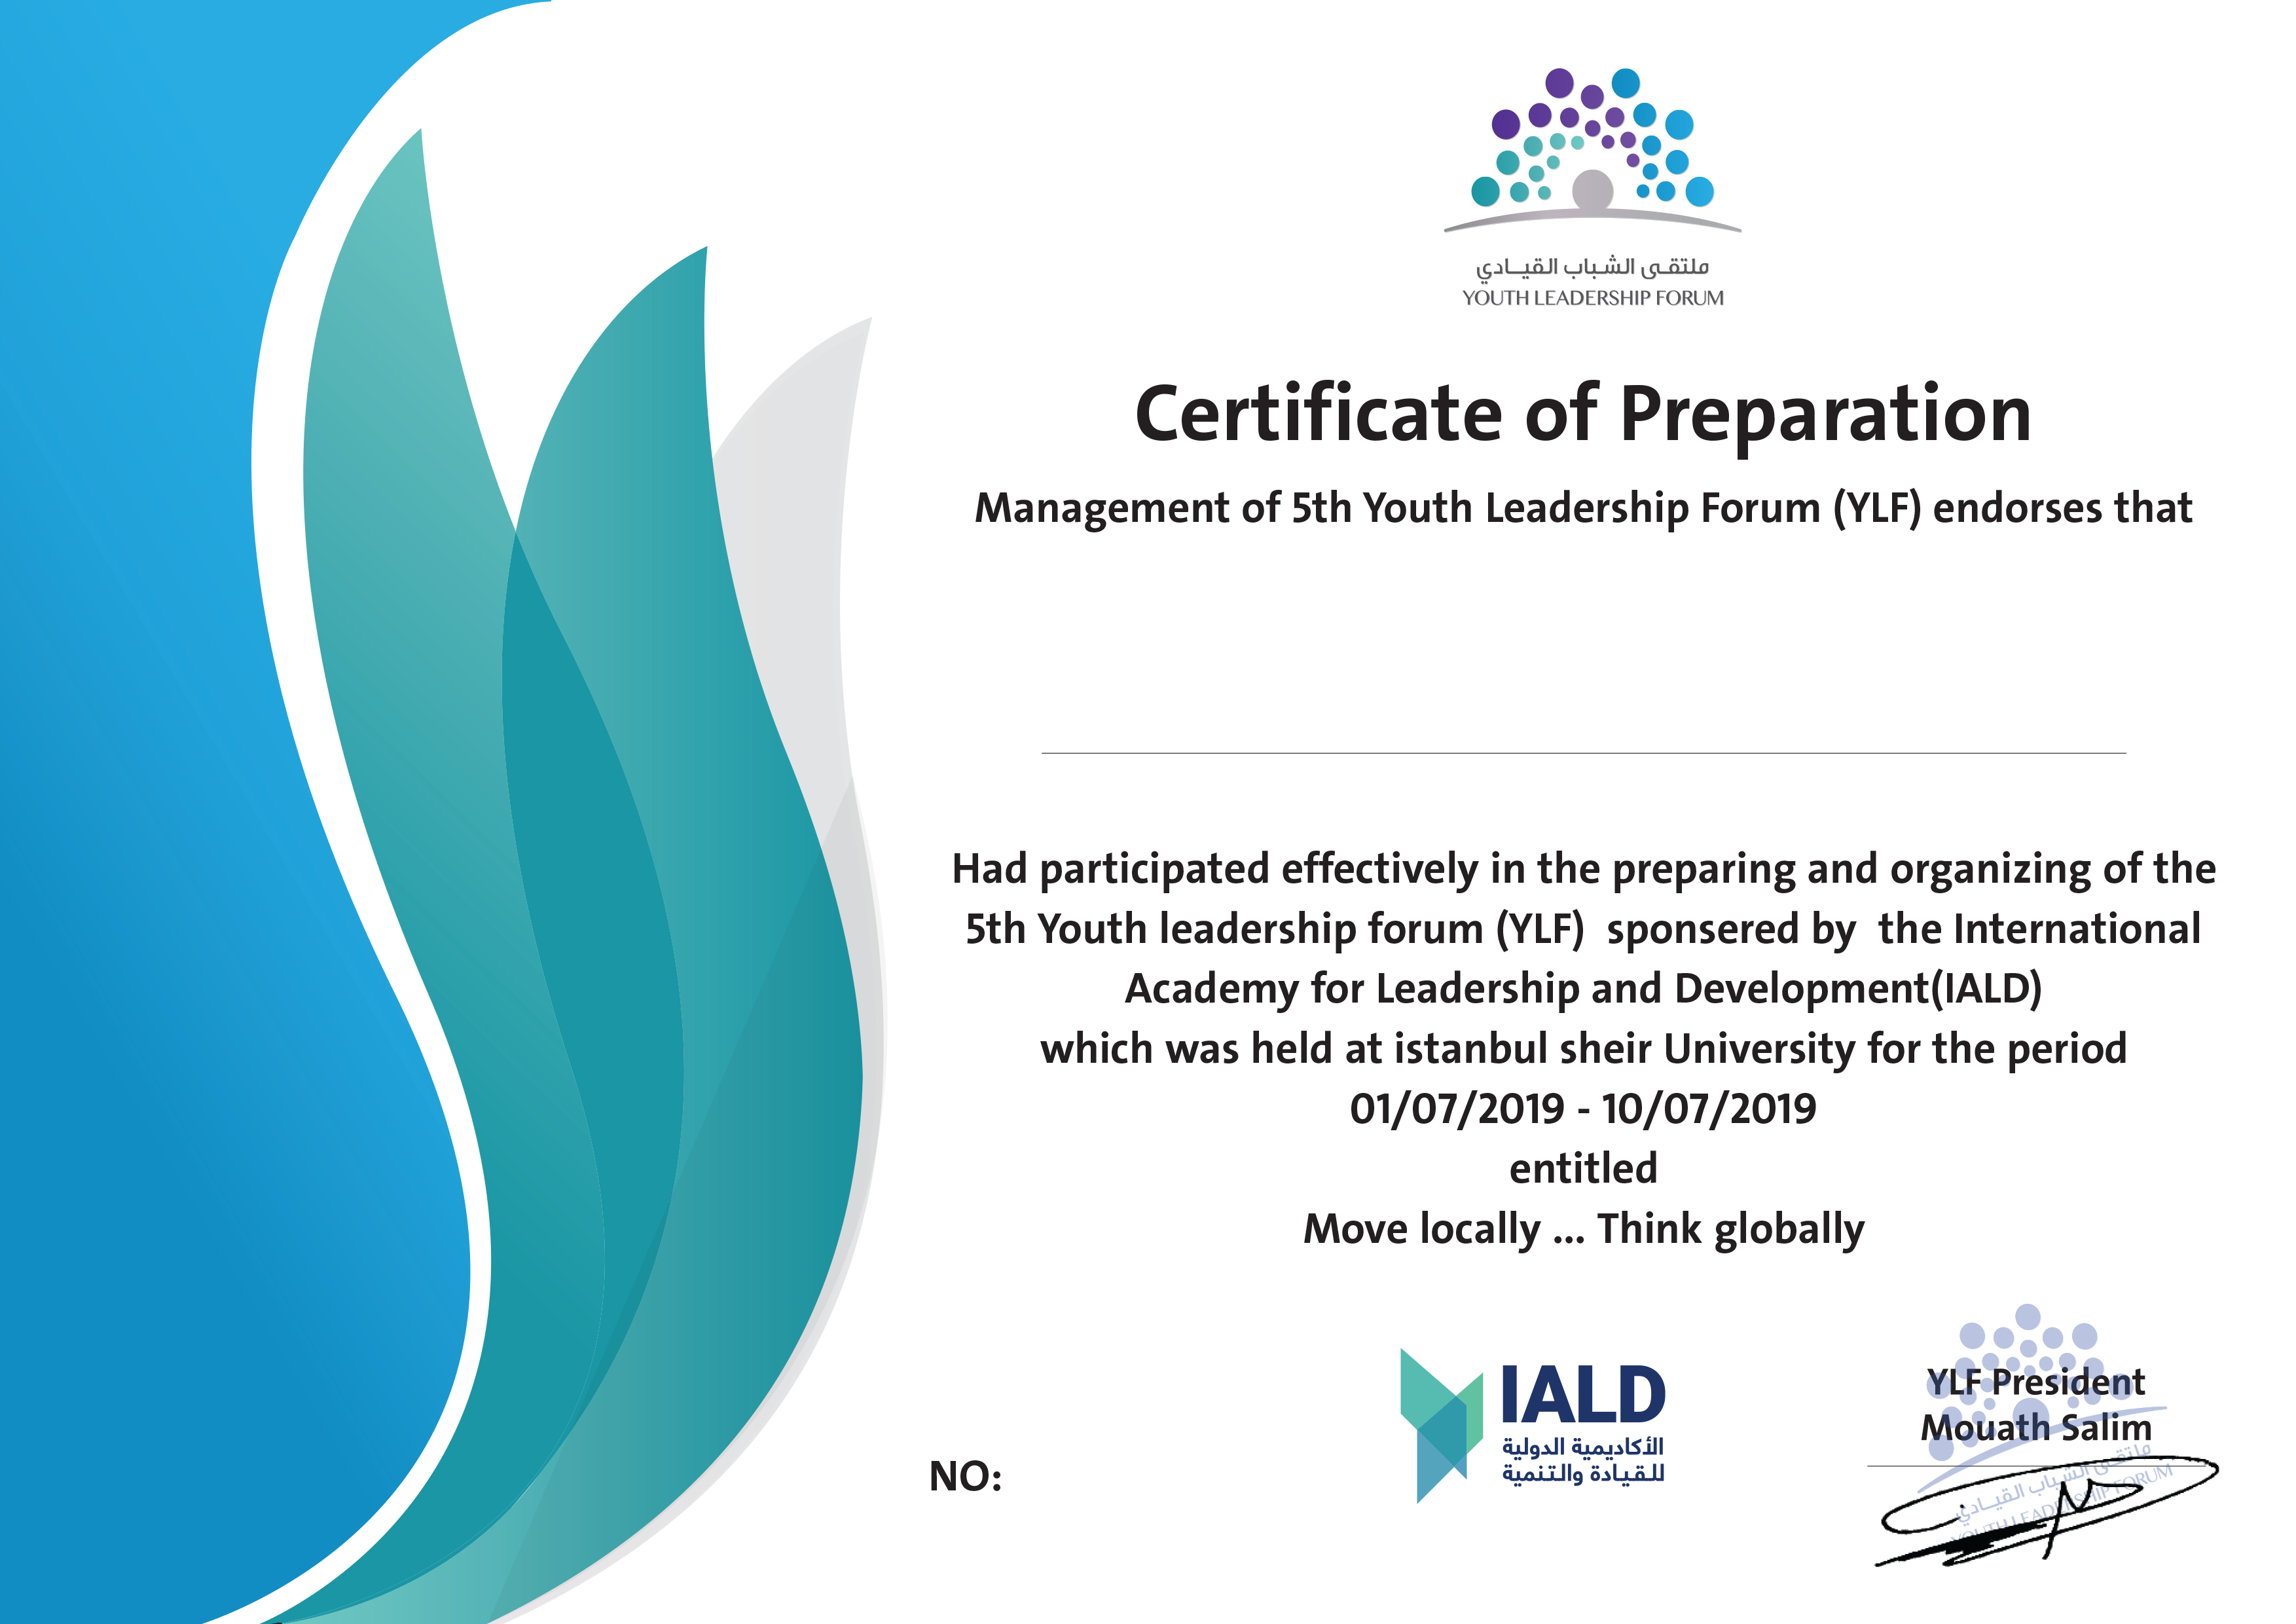 ملتقى الشباب القيادي
YOUTH LEADERSHIP FORUM
Certificate of Preparation
Management of 5th Youth Leadership Forum (YLF) endorses that
Had participated effectively in the preparing and organizing of the
5th Youth leadership forum (YLF) sponsered by the International
Academy for Leadership and Development(IALD)
which was held at istanbul sheir University for the period
01/07/2019 - 10/07/2019
entitled
Move locally ... Think globally
NO:
IALD
الأكاديمية الدولية
للقيادة والتنمية
YLF President
Mouath Salim
ملتقى الشباب القيادي
YOUTH LEADERSHIP FORUM